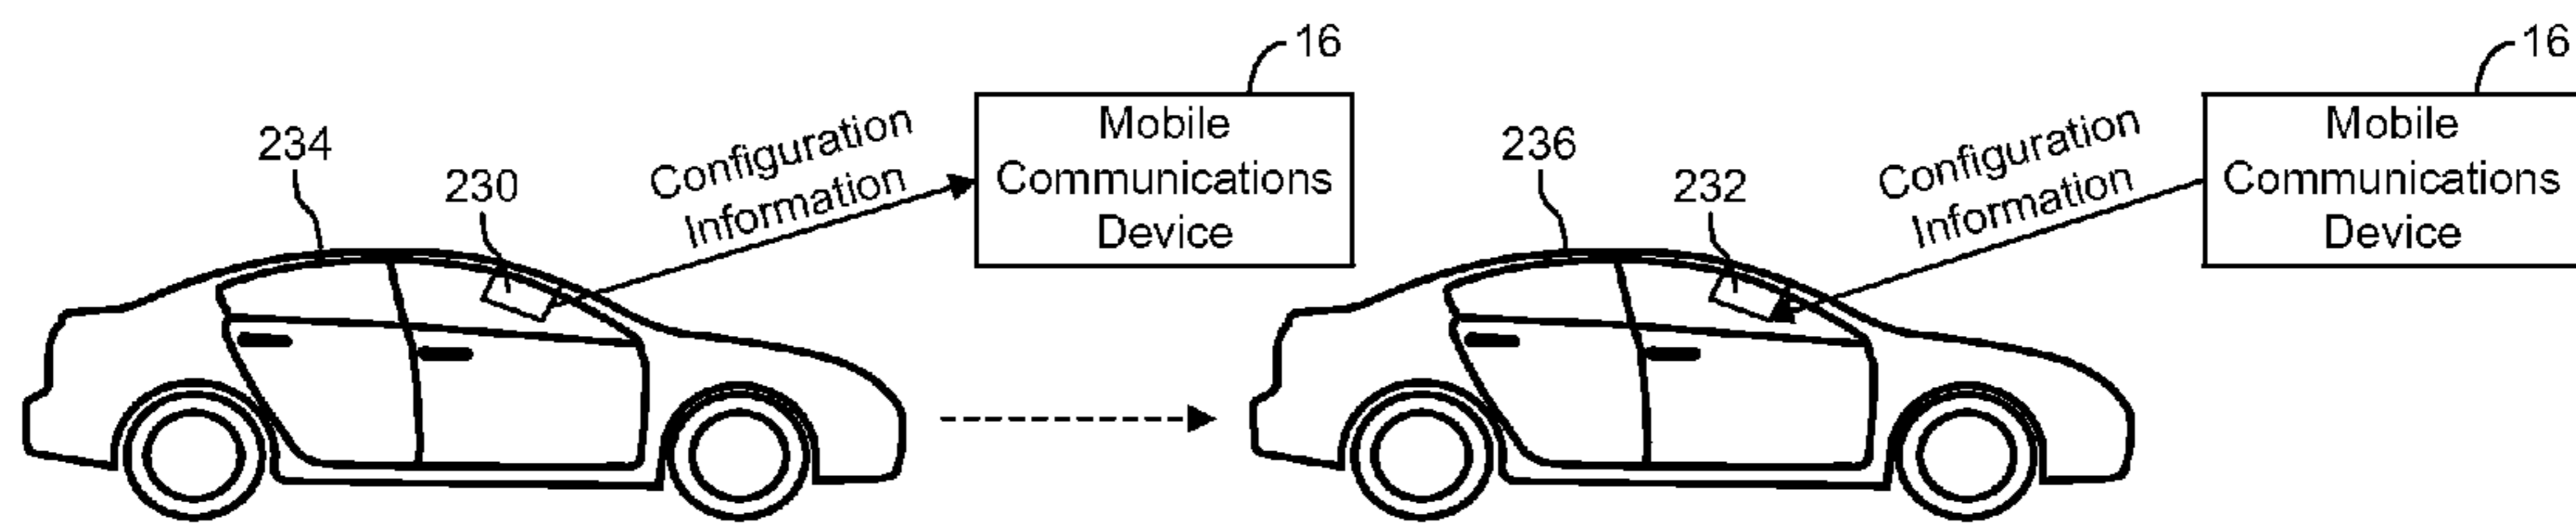 16
Mobile
Communications
Device
Configuration
Information
234
230
16
Mobile
Communications
Device
Configuration
Information
236
232